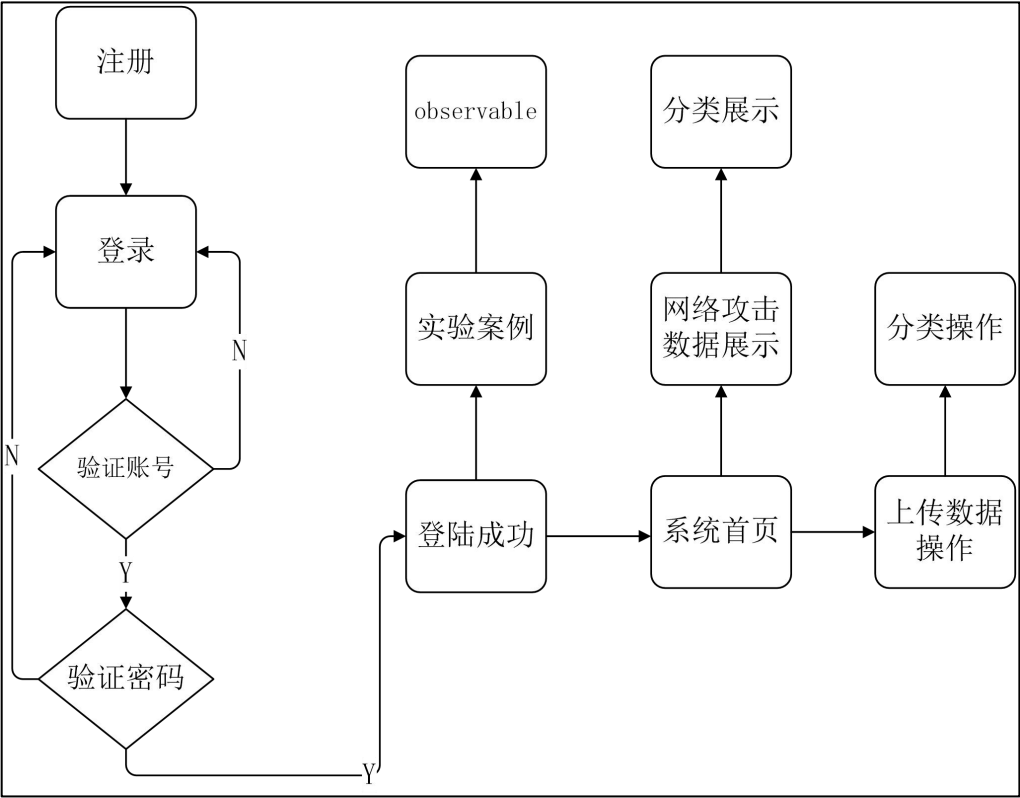 注册
登录
N
验证账号
N
Y
验证密码
Y
observable
分类展示
实验案例
网络攻击
数据展示
分类操作
登陆成功
系统首页
上传数据
操作